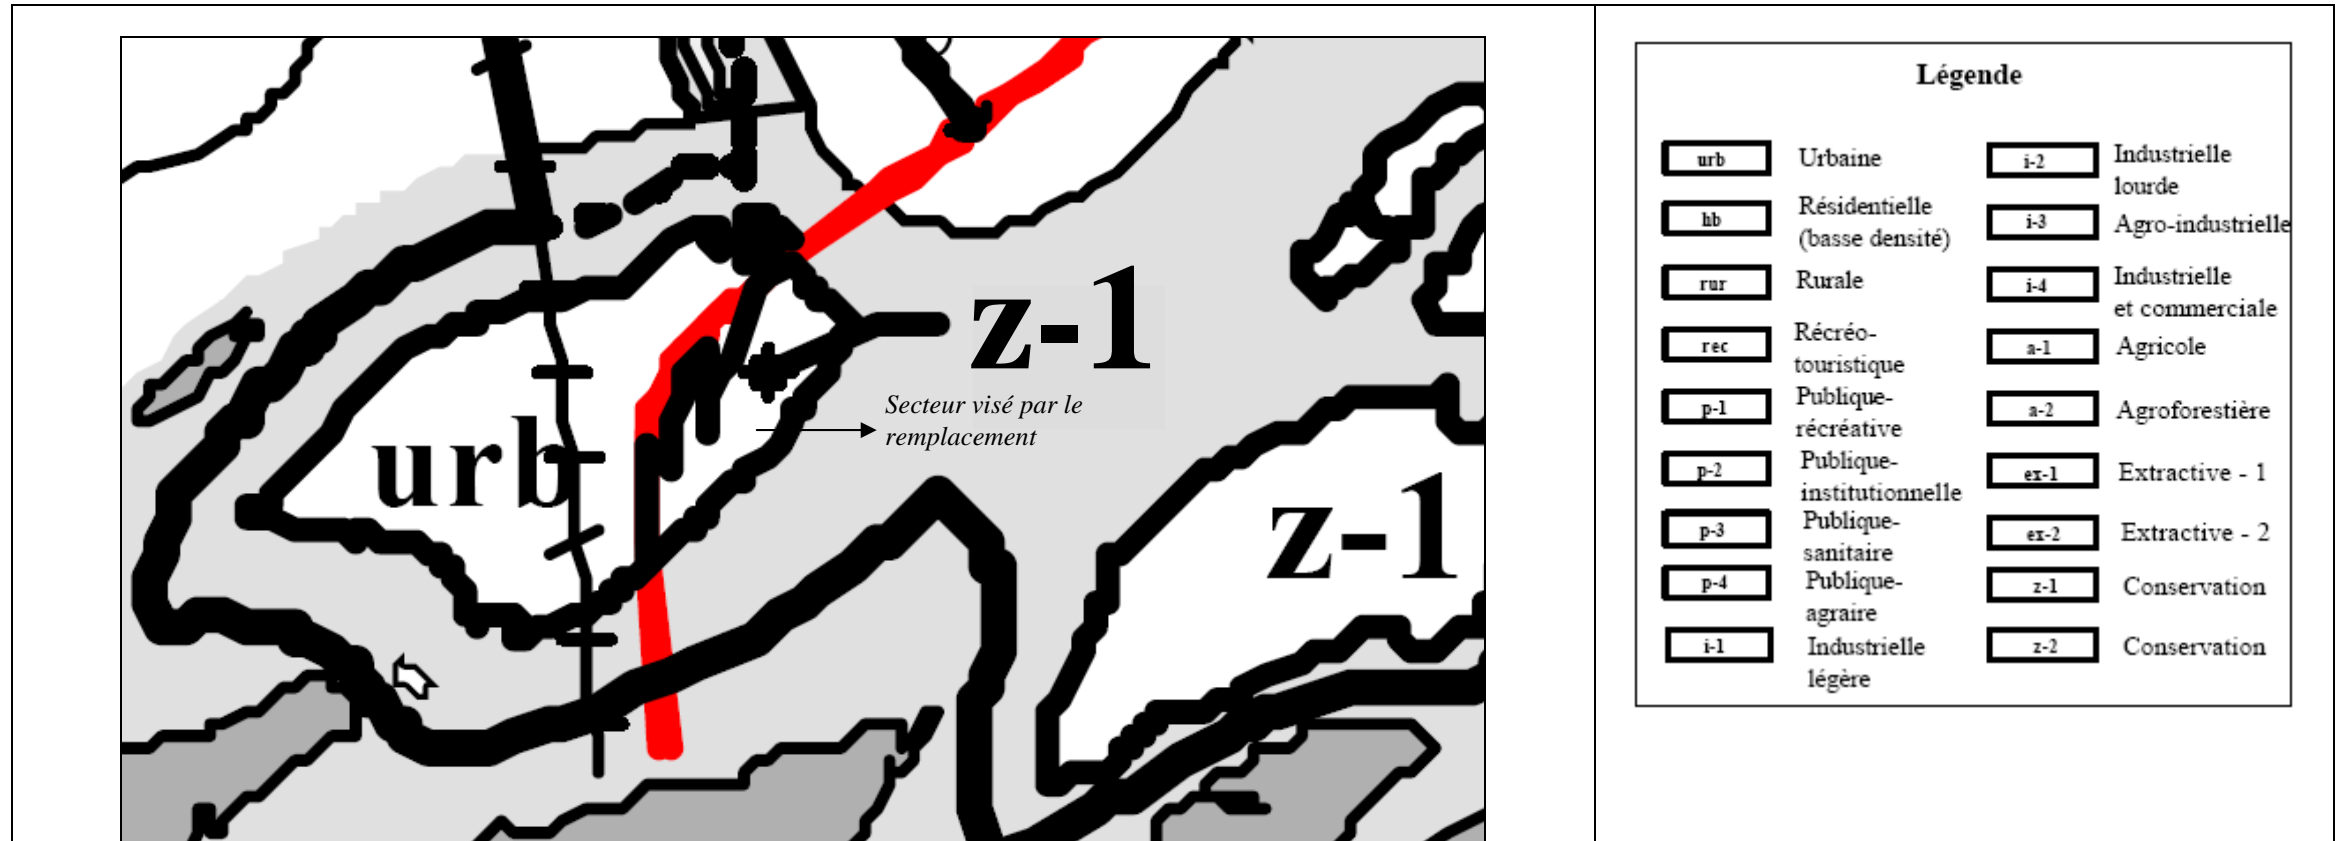 z-1
Secteur visé par le
remplacement
urb
z-1
Légende
urb Urbaine
hb Résidentielle
(basse densité)
rur Rurale
rec Récréo-
touristique
p-1 Publique-
récréative
p-2 Publique-
institutionnelle
p-3 Publique-
sanitaire
p-4 Publique-
agraire
i-1 Industrielle
légère
i-2 Industrielle
lourde
i-3 Agro-industrielle
i-4 Industrielle
et commerciale
a-1 Agricole
a-2 Agroforestière
ex-1 Extractive - 1
ex-2 Extractive - 2
z-1 Conservation
z-2 Conservation